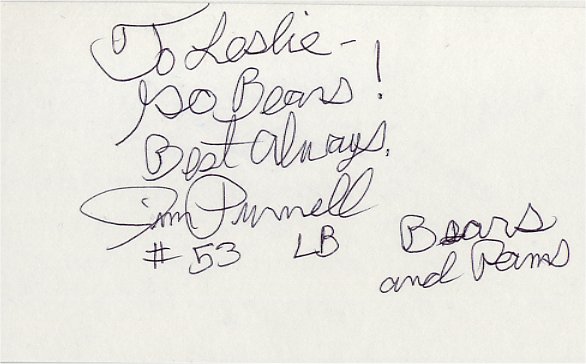 To Leslie -
Go Bears!
Best Always,
Jim Purnell
# 53 LB
Bears
and Rams